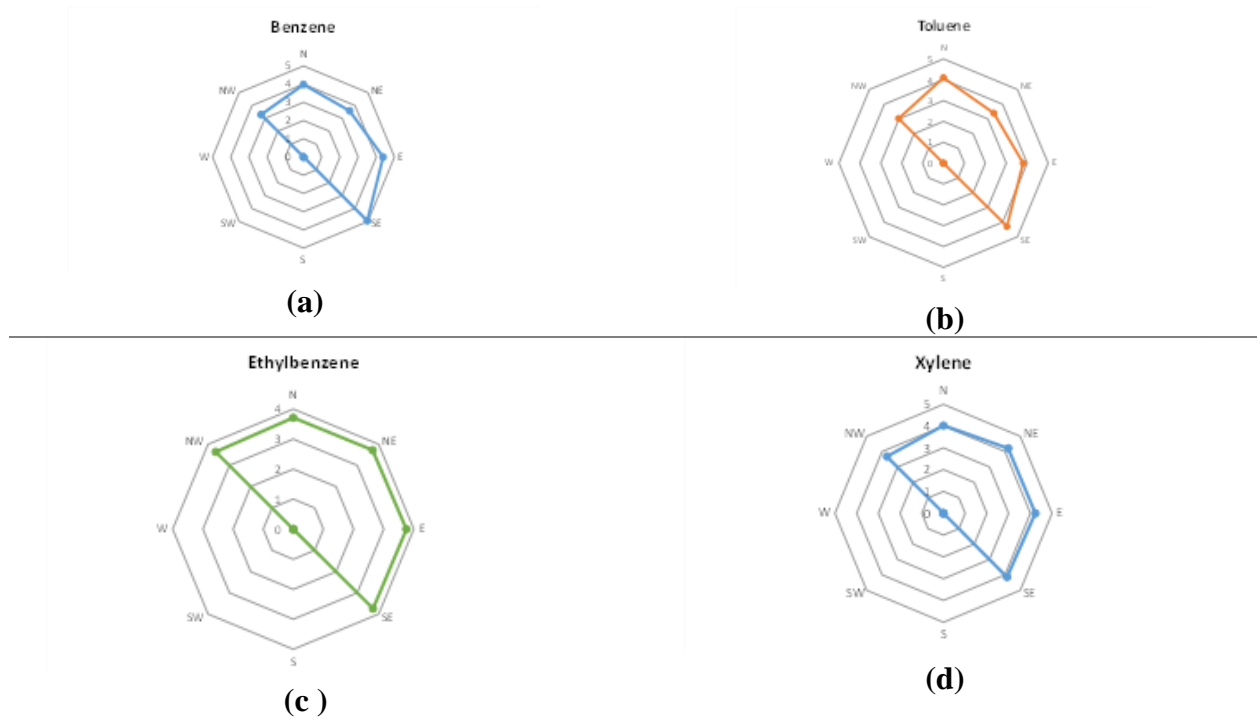 Benzene
N
5
4
NW
NE
3
2
1
W
0
E
SW
SE
S
(a)
Toluene
N
5
4
NW
NE
3
2
1
W
0
E
SW
SE
S
(b)
Ethylbenzene
N
4
NW
NE
3
2
1
W
0
E
SW
SE
S
(c )
Xylene
N
5
4
NW
NE
3
2
1
W
0
E
SW
SE
S
(d)